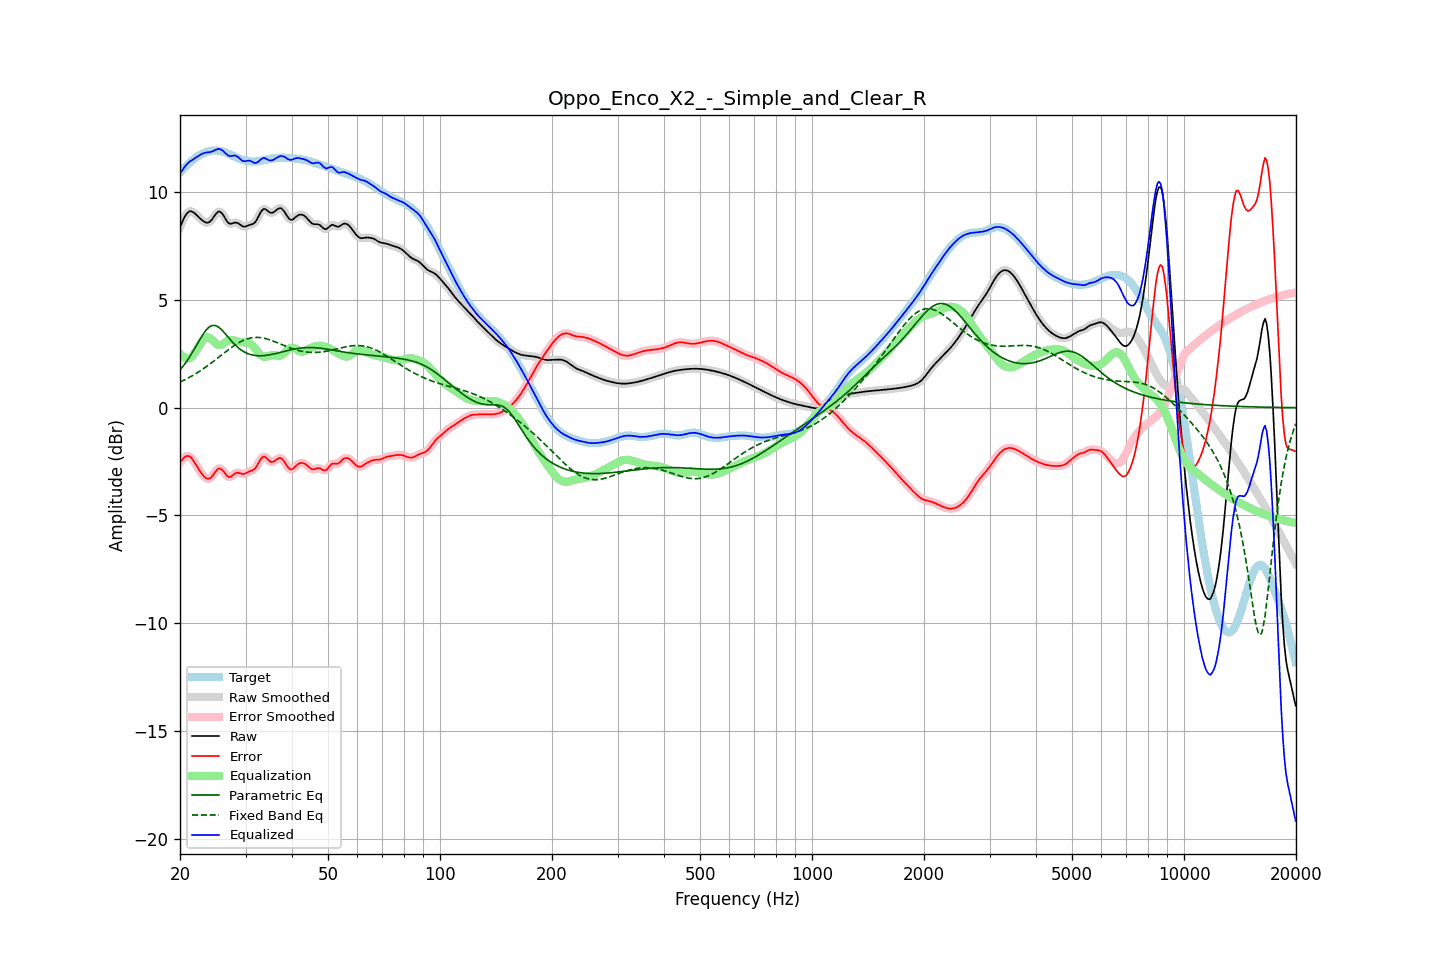 Oppo_Enco_X2_-_Simple_and_Clear_R
Amplitude (dBr)
10
5
0
−5
−10
−15
−20
Target
Raw Smoothed
Error Smoothed
Raw
Error
Equalization
Parametric Eq
Fixed Band Eq
Equalized
20 50 100 200 500 1000 2000 5000 10000 20000
Frequency (Hz)